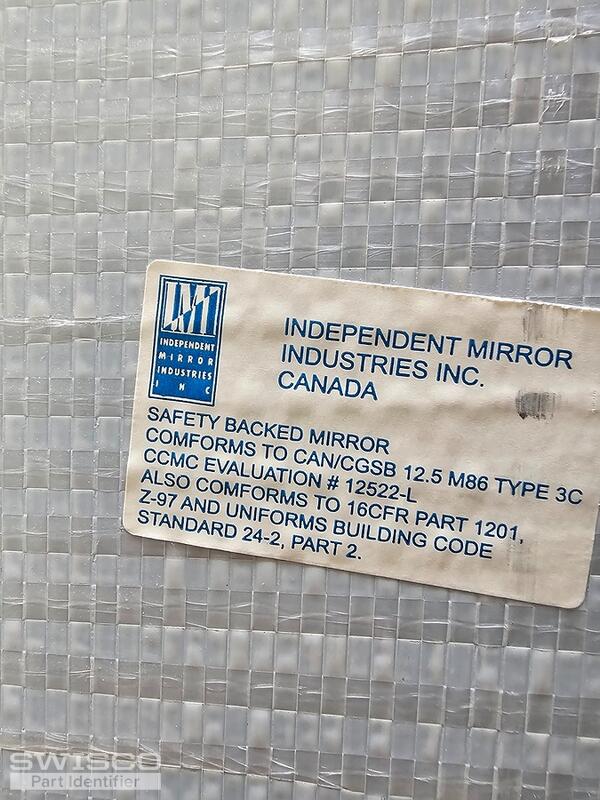 IMI
INDEPENDENT
MIRROR
INDUSTRIES
INC
INDEPENDENT MIRROR
INDUSTRIES INC.
CANADA
SAFETY BACKED MIRROR
COMFORMS TO CAN/CGSB 12.5 M86 TYPE 3C
CCMC EVALUATION # 12522-L
ALSO COMFORMS TO 16CFR PART 1201,
Z-97 AND UNIFORMS BUILDING CODE
STANDARD 24-2, PART 2.
SWISCO
Part Identifier